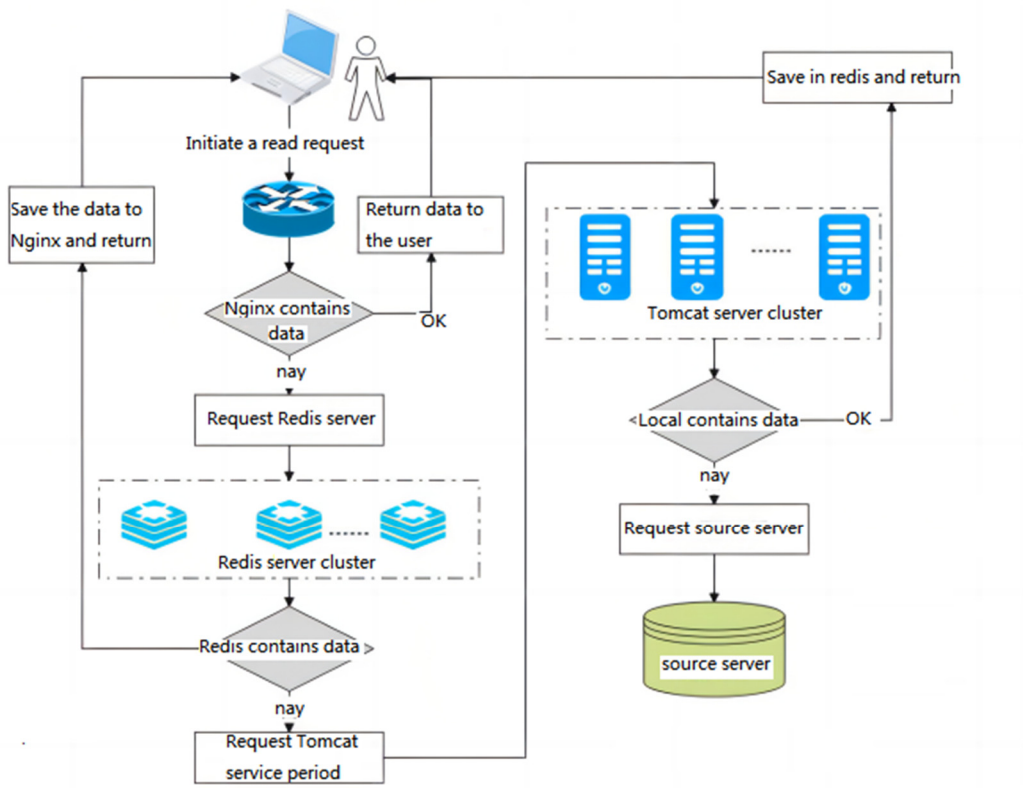 Save in redis and return
Initiate a read request
Save the data to
Nginx and return
Return data to
the user
Nginx contains
data
OK
nay
Request Redis server
Redis server cluster
Redis contains data >
nay
Request Tomcat
service period
Tomcat server cluster
<Local contains data
OK
nay
Request source server
source server